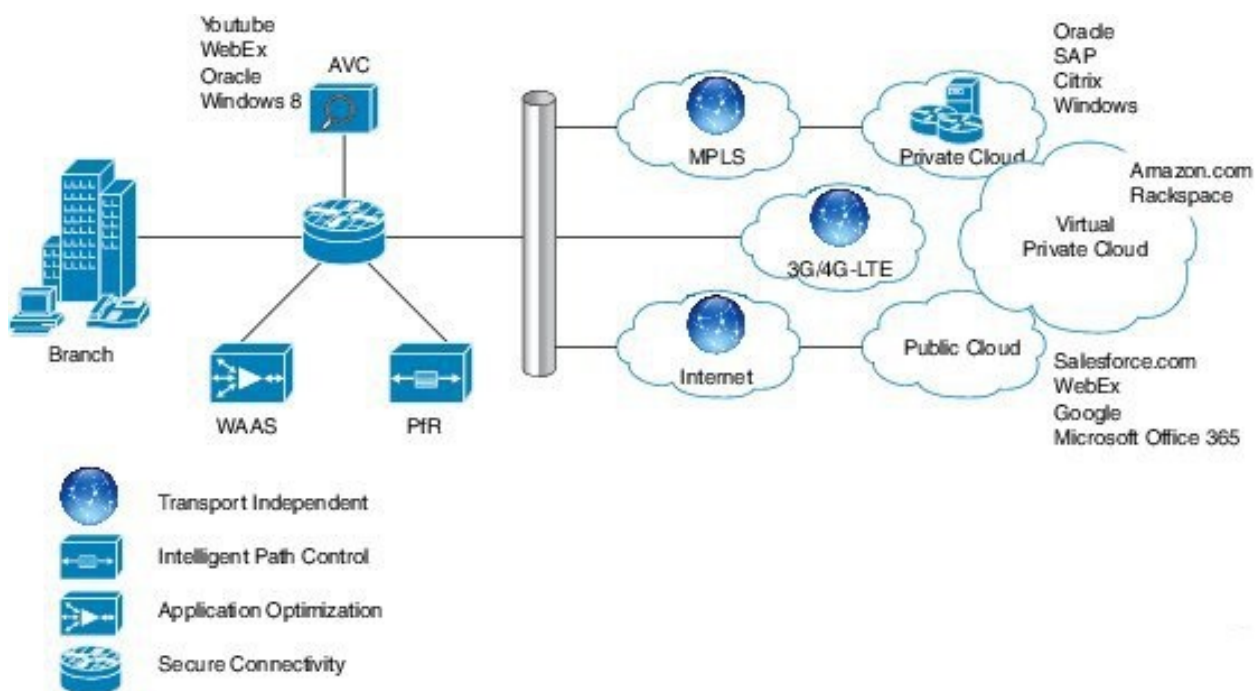 Youtube
WebEx
Oracle
Windows 8
AVC
Branch
WAAS
PfR
MPLS
Private Cloud
Oracle
SAP
Citrix
Windows
Amazon.com
Rackspace
Virtual
Private Cloud
3G/4G-LTE
Internet
Public Cloud
Salesforce.com
WebEx
Google
Microsoft Office 365
Transport Independent
Intelligent Path Control
Application Optimization
Secure Connectivity